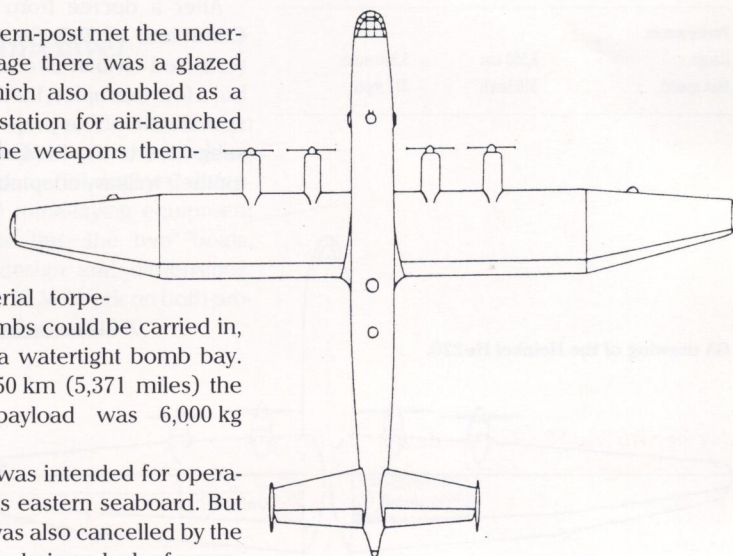 ern-post met the under-
age there was a glazed
hich also doubled as a
station for air-launched
he weapons them-
erial torpe-
mbs could be carried in,
a watertight bomb bay.
50 km (5,371 miles) the
payload was 6,000 kg
was intended for opera-
s eastern seaboard. But
was also cancelled by the